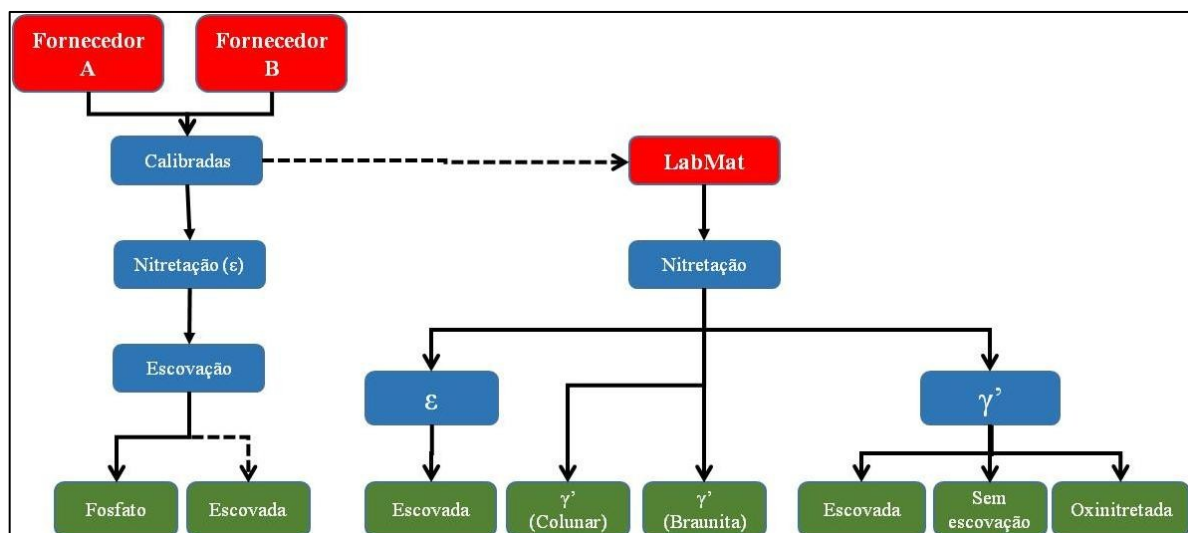 Fornecedor
A
Fornecedor
B
Calibradas
LabMat
Nitretação (ε)
Nitretação
Escovação
ε
γ’
Fosfato
Escovada
Escovada
γ’
(Colunar)
γ’
(Braunita)
Escovada
Sem
escovação
Oxinitretada